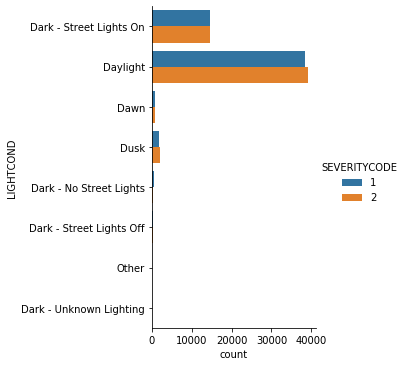 Dark - Street Lights On
Daylight
Dawn
Dusk
Dark - No Street Lights
Dark - Street Lights Off
Other
Dark - Unknown Lighting
LIGHTCOND
0 10000 20000 30000 40000
count
SEVERITYCODE
1
2